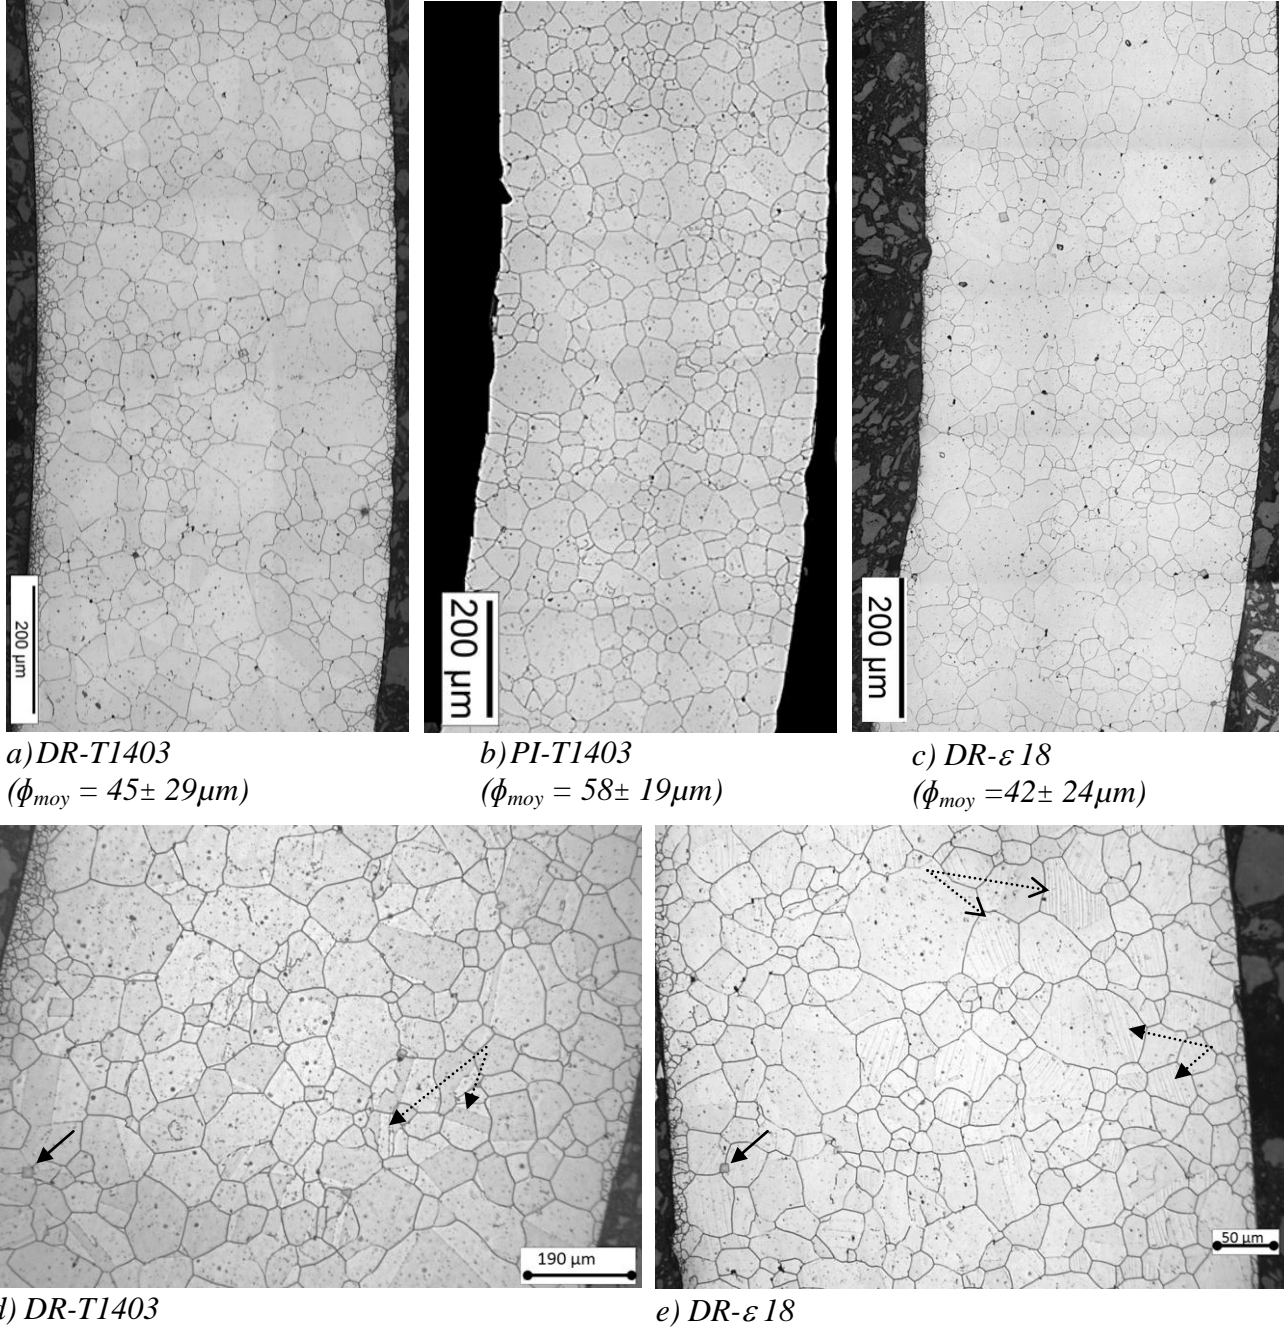 200 µm
200 µm
200 µm
a) DR-T1403
(ϕmoy = 45± 29µm)
b) PI-T1403
(ϕmoy = 58± 19µm)
c) DR-ε 18
(ϕmoy =42± 24µm)
190 µm
50 µm
d) DR-T1403
e) DR-ε 18